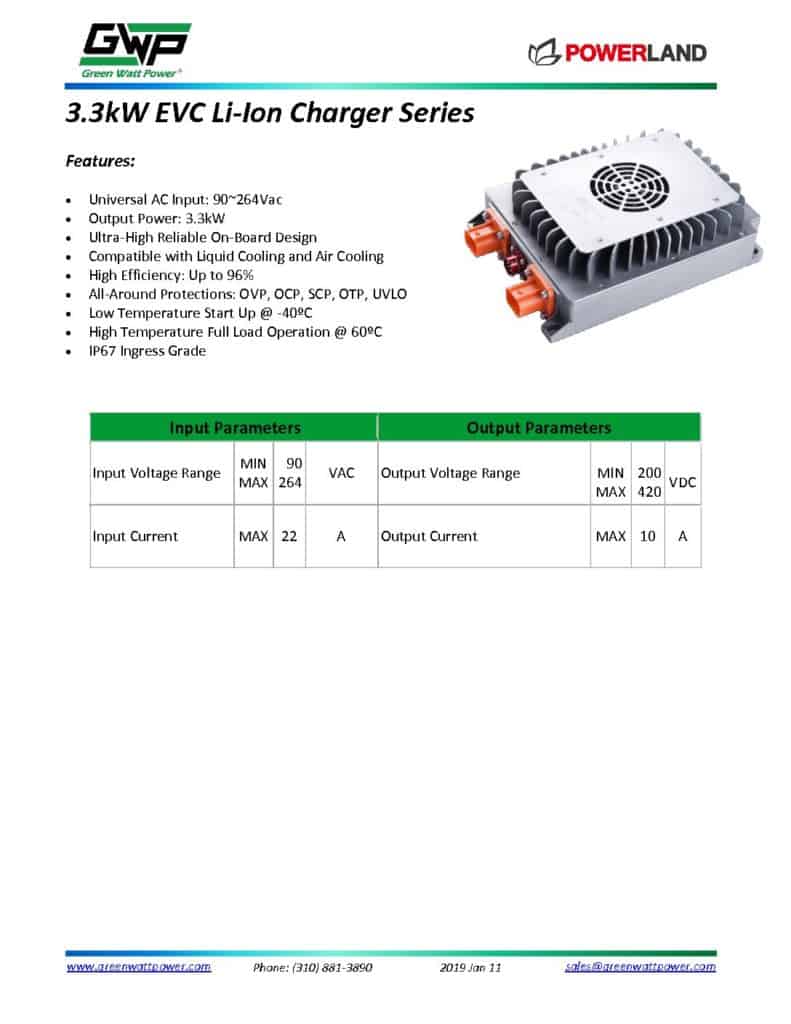 GWP
Green Watt Power®
POWERLAND
3.3kW EVC Li-Ion Charger Series
Features:
• Universal AC Input: 90~264Vac
• Output Power: 3.3kW
• Ultra-High Reliable On-Board Design
• Compatible with Liquid Cooling and Air Cooling
• High Efficiency: Up to 96%
• All-Around Protections: OVP, OCP, SCP, OTP, UVLO
• Low Temperature Start Up @ -40ºC
• High Temperature Full Load Operation @ 60ºC
• IP67 Ingress Grade
Input Parameters Output Parameters
Input Voltage Range MIN 90 MAX 264 VAC Output Voltage Range MIN 200 MAX 420 VDC
Input Current MAX 22 A Output Current MAX 10 A
www.greenwattpower.com Phone: (310) 881-3890 2019 Jan 11 sales@greenwattpower.com